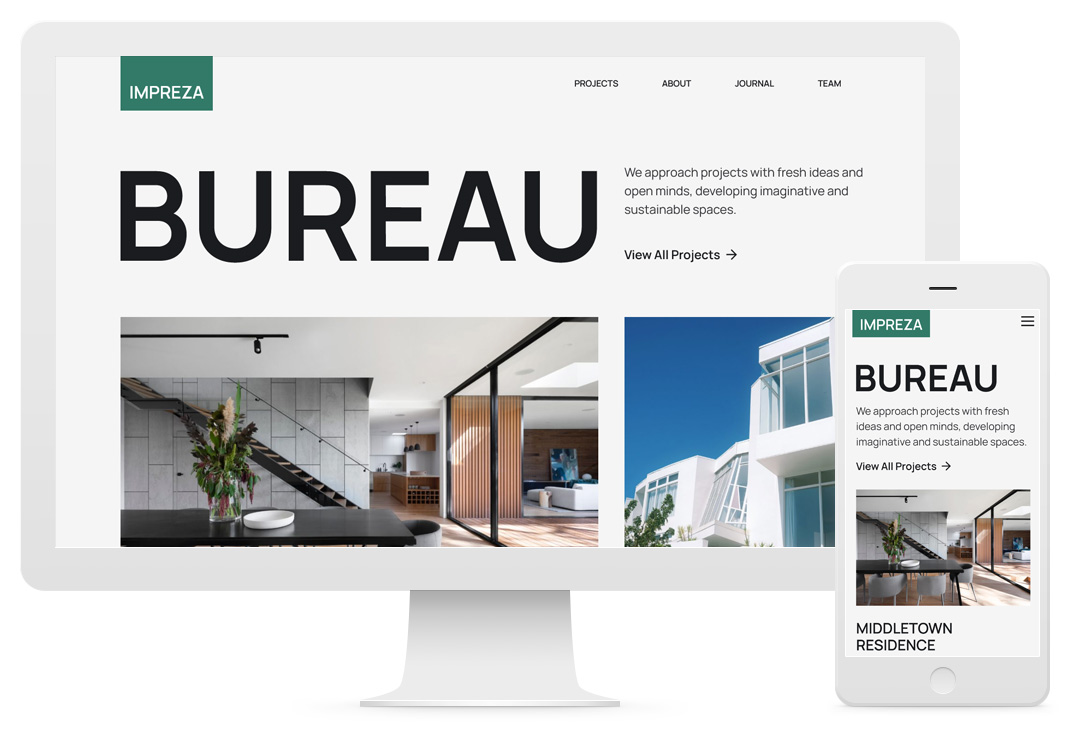 IMPREZA
PROJECTS ABOUT JOURNAL TEAM
BUREAU
We approach projects with fresh ideas and
open minds, developing imaginative and
sustainable spaces.
View All Projects →
IMPREZA
BUREAU
We approach projects with fresh
ideas and open minds, developing
imaginative and sustainable spaces.
View All Projects →
MIDDLETOWN
RESIDENCE